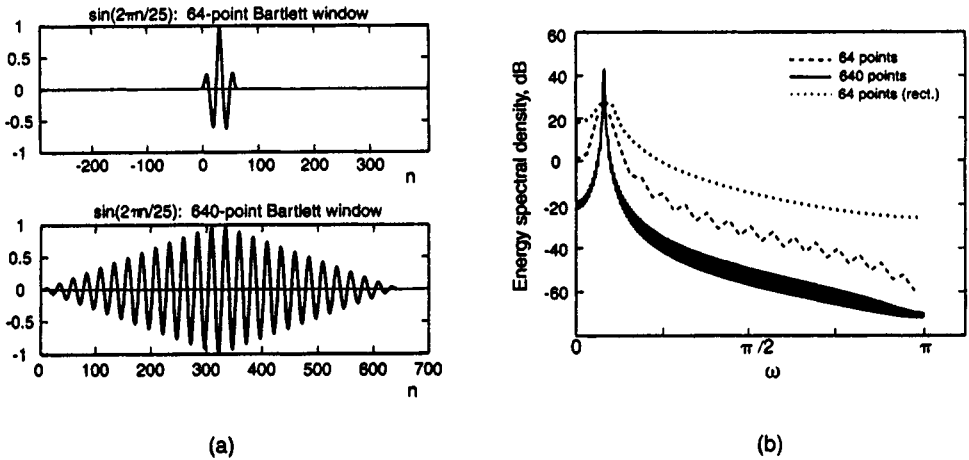 sin(2πn/25): 64-point Bartlett window
1
0.5
0
-0.5
-1
-200 -100 0 100 200 300
n
sin(2πn/25): 640-point Bartlett window
1
0.5
0
-0.5
-1
0 100 200 300 400 500 600 700
n
(a)
Energy spectral density, dB
60
40
20
0
-20
-40
-60
64 points
640 points
64 points (rect.)
0 π/2 π
ω
(b)